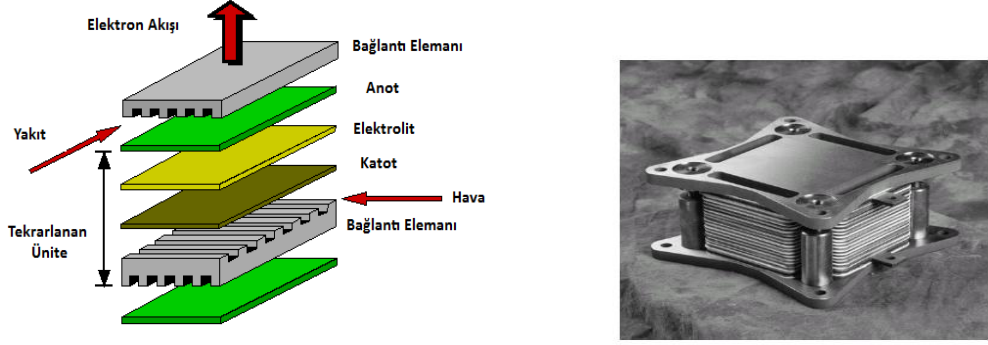 Elektron Akışı
Bağlantı Elemanı
Anot
Yakıt
Elektrolit
Katot
Hava
Bağlantı Elemanı
Tekrarlanan
Ünite